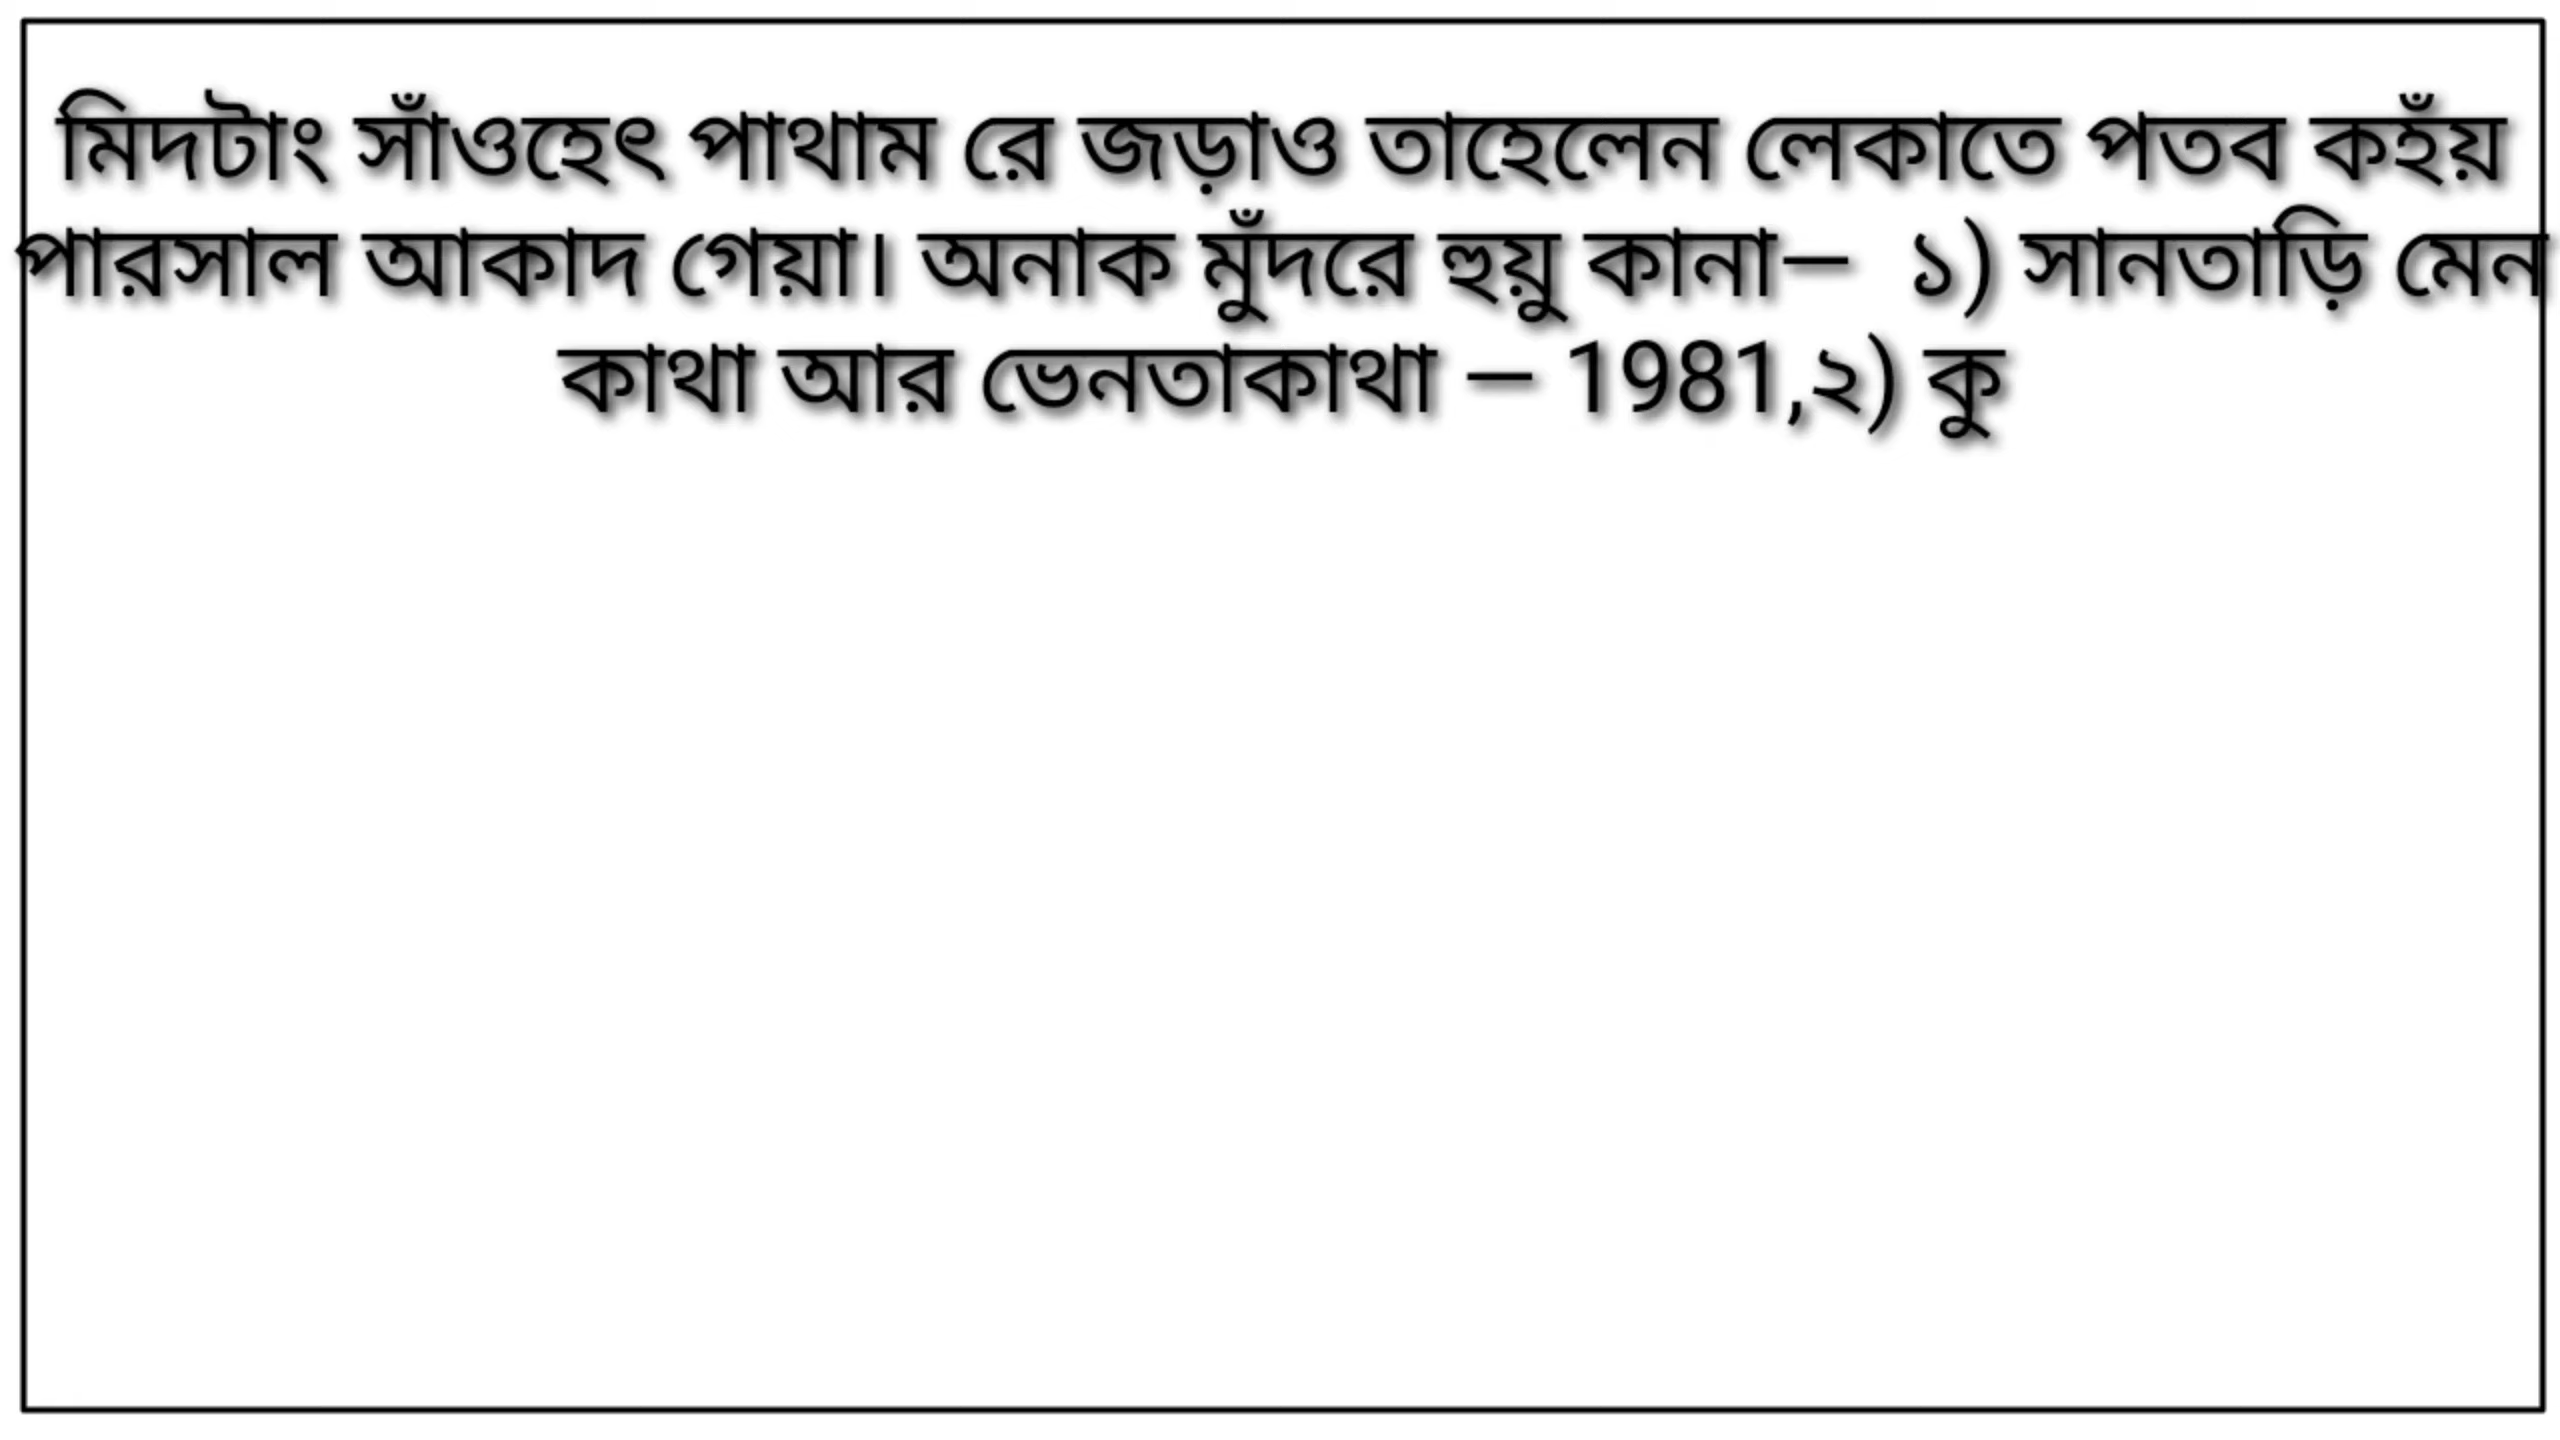 মিদটাং সাঁওহেৎ পাথাম রে জড়াও তাহেলেন লেকাতে পতব কহঁয়
পারসাল আকাদ গেয়া। অনাক মুঁদরে হুয়ু কানা— ১) সানতাড়ি মেন
কাথা আর ভেনতাকাথা — 1981,২) কু